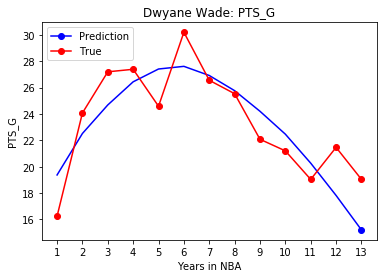 Dwyane Wade: PTS_G
Prediction
True
PTS_G
30
28
26
24
22
20
18
16
1 2 3 4 5 6 7 8 9 10 11 12 13
Years in NBA